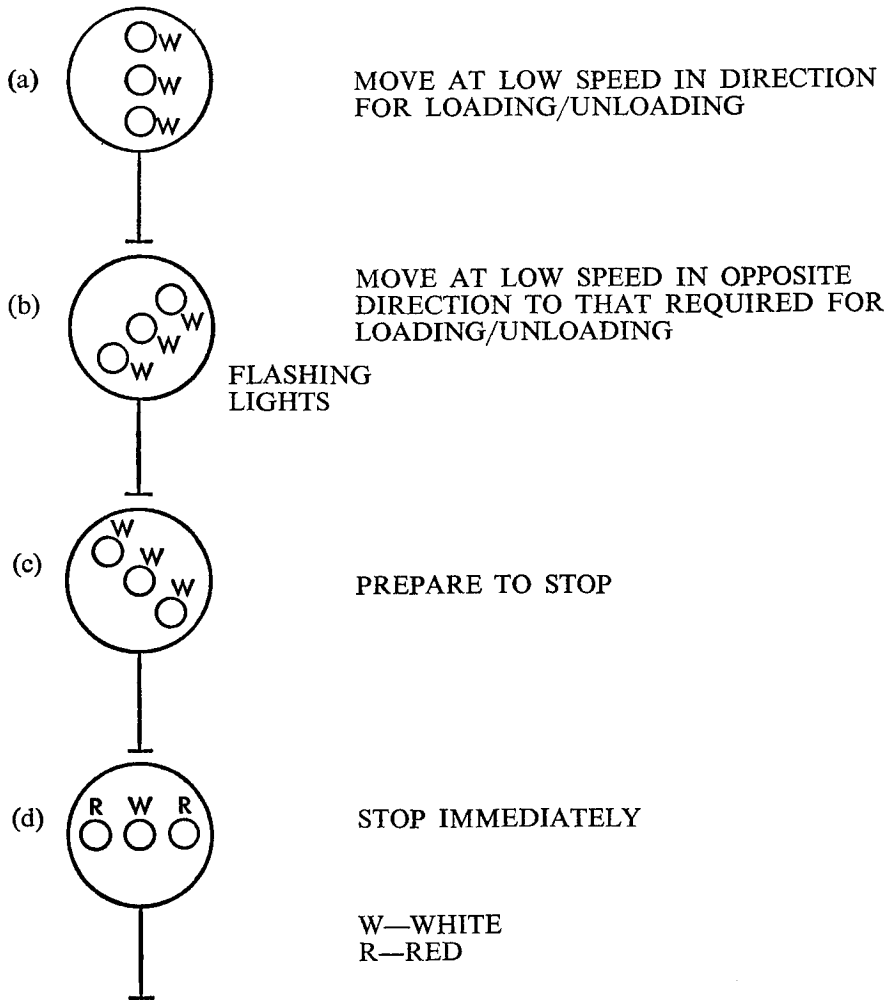 (a)
W
W
W
MOVE AT LOW SPEED IN DIRECTION
FOR LOADING/UNLOADING
(b)
W
W
W
FLASHING
LIGHTS
MOVE AT LOW SPEED IN OPPOSITE
DIRECTION TO THAT REQUIRED FOR
LOADING/UNLOADING
(c)
W
W
W
PREPARE TO STOP
(d)
R W R
STOP IMMEDIATELY
W—WHITE
R—RED